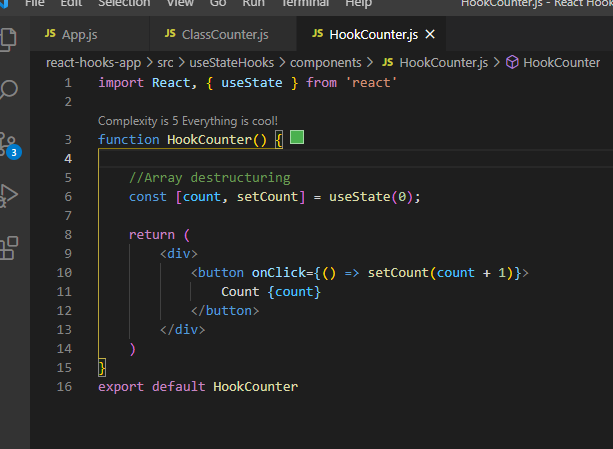 File Edit Selection View Go Run Terminal Help HookCounter.js - React Hook
JS App.js JS ClassCounter.js JS HookCounter.js ×
react-hooks-app > src > useStateHooks > components > JS HookCounter.js > HookCounter
1 import React, { useState } from 'react'
2
Complexity is 5 Everything is cool!
3 function HookCounter() {
4
5 //Array destructuring
6 const [count, setCount] = useState(0);
7
8 return (
9 <div>
10 <button onClick={() => setCount(count + 1)}>
11 Count {count}
12 </button>
13 </div>
14 )
15 }
16 export default HookCounter
3